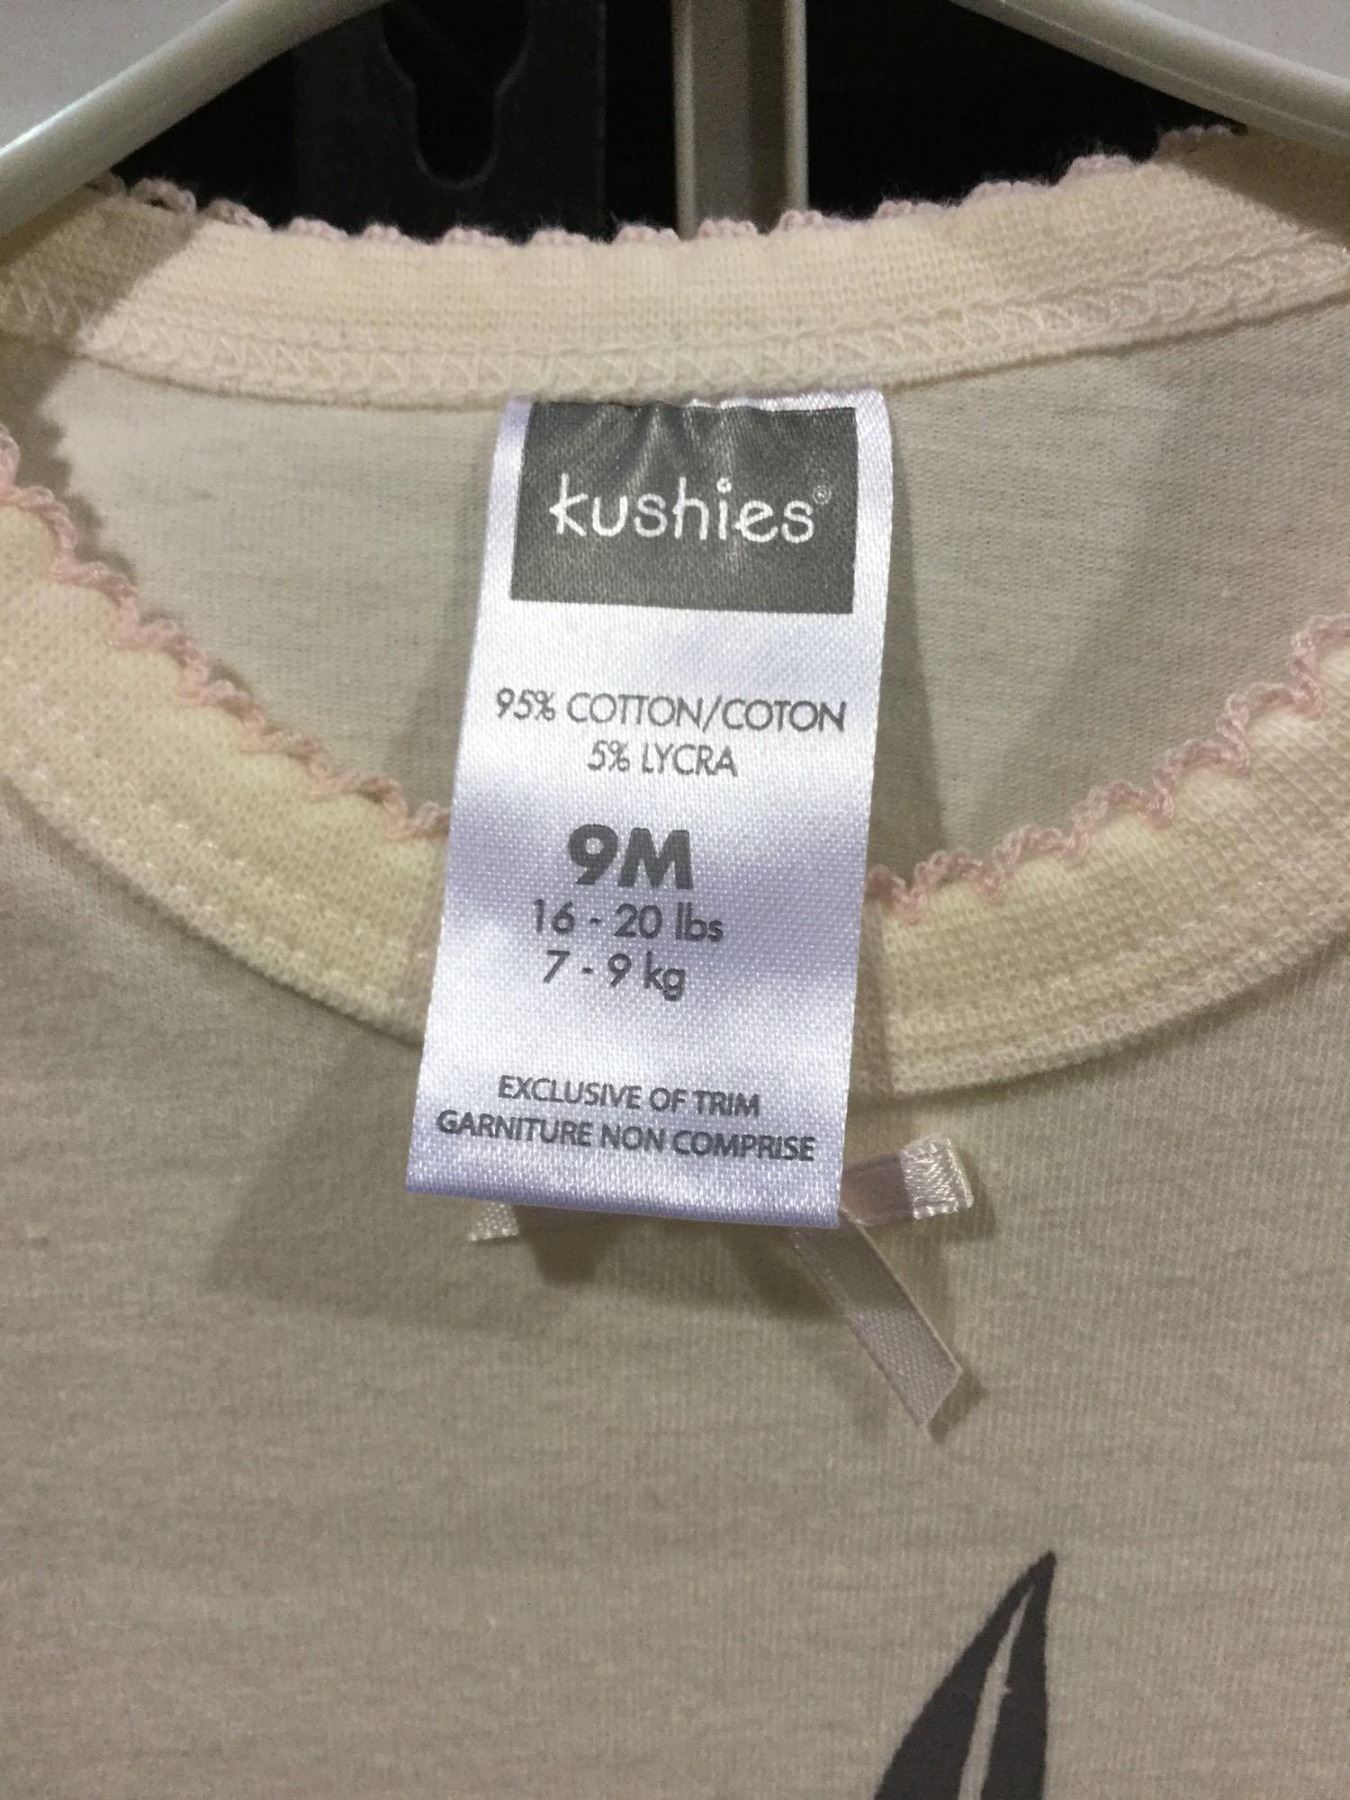 kushies®
95% COTTON/COTON
5% LYCRA
9M
16 - 20 lbs
7 - 9 kg
EXCLUSIVE OF TRIM
GARNITURE NON COMPRISE